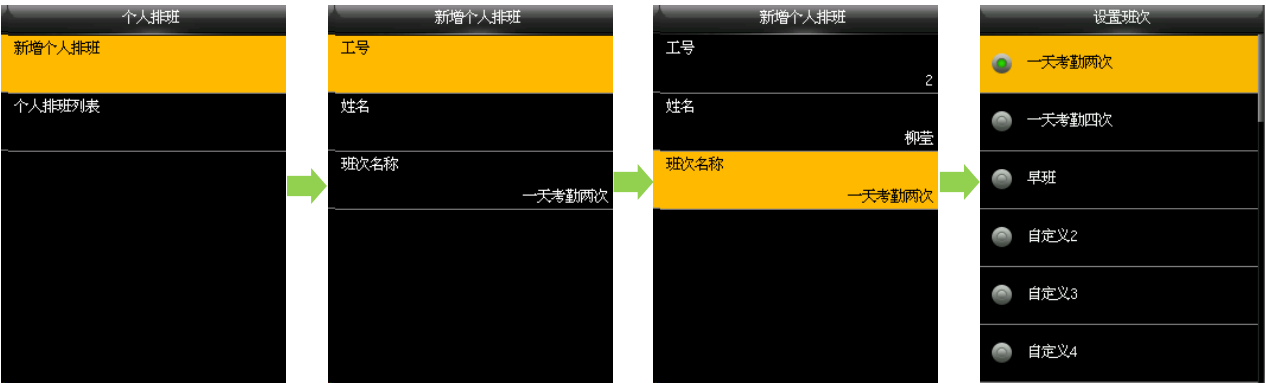 个人排班
新增个人排班
个人排班列表
新增个人排班
工号
姓名
班次名称
一天考勤两次
新增个人排班
工号
2
姓名
柳莹
班次名称
一天考勤两次
设置班次
一天考勤两次
一天考勤四次
早班
自定义2
自定义3
自定义4